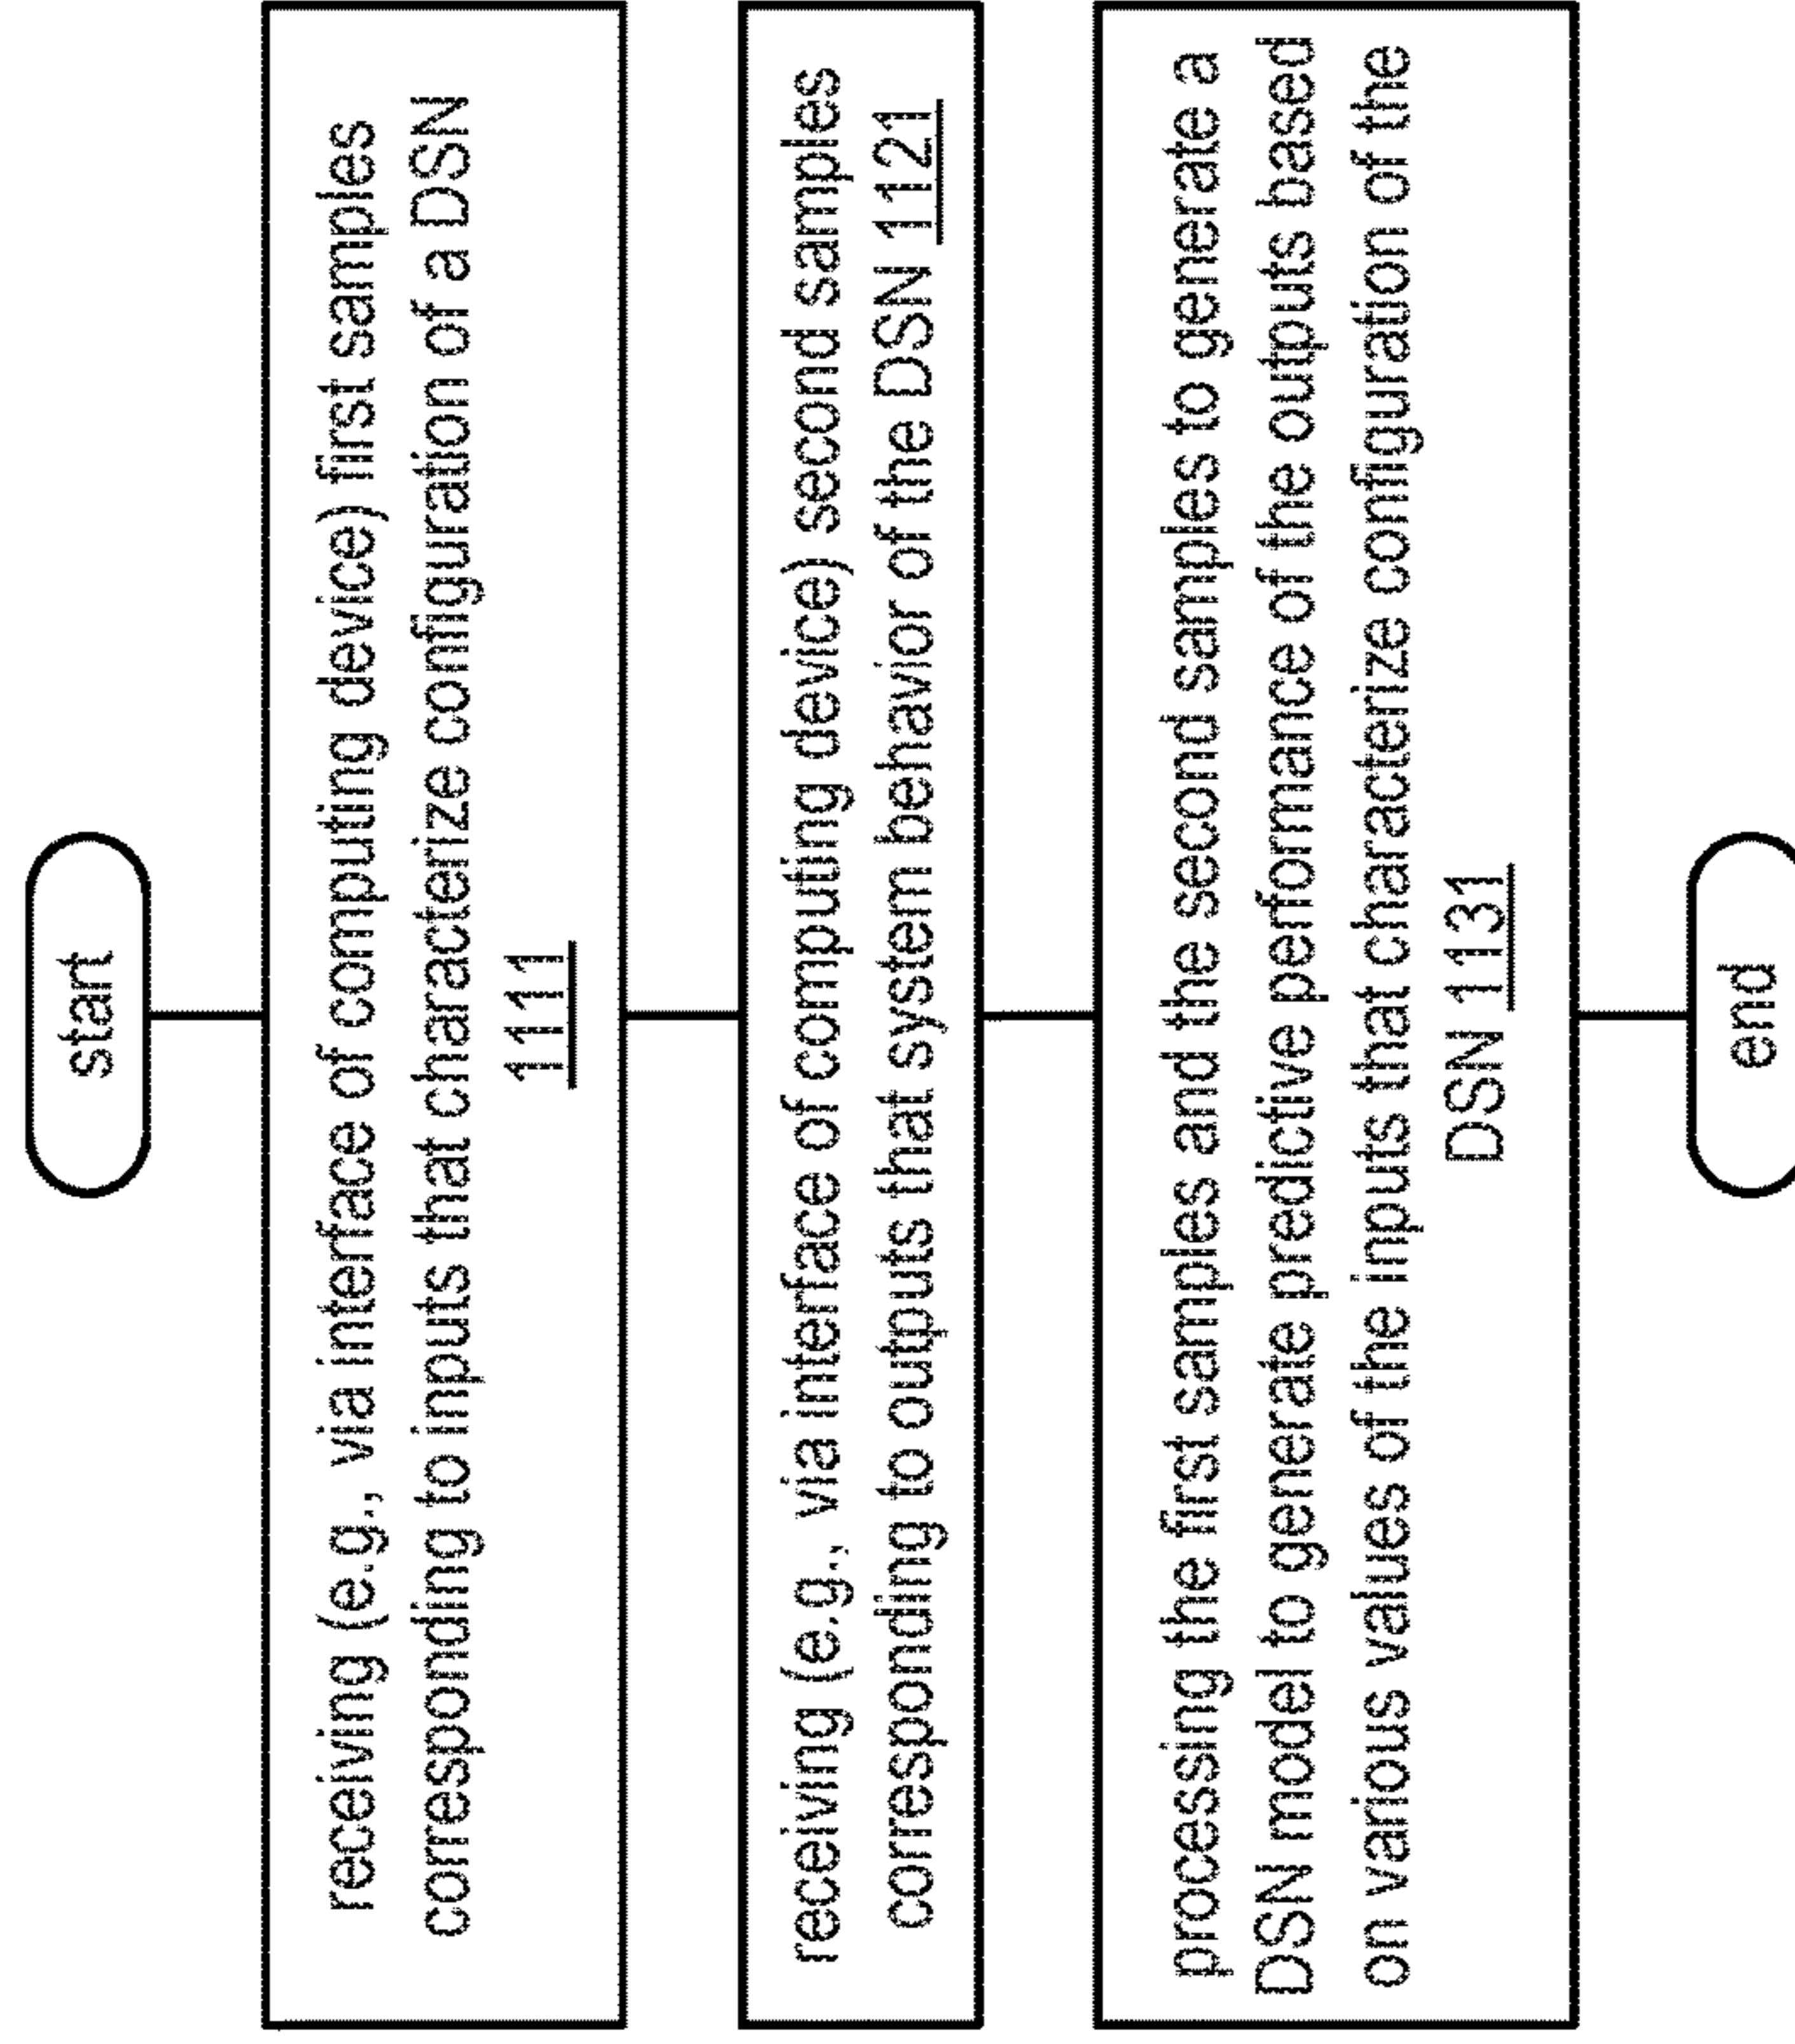 start
receiving (e.g., via interface of computing device) first samples
corresponding to inputs that characterize configuration of a DSN
1111
receiving (e.g., via interface of computing device) second samples
corresponding to outputs that system behavior of the DSN 1121
processing the first samples and the second samples to generate a
DSN model to generate predictive performance of the outputs based
on various values of the inputs that characterize configuration of the
DSN 1131
end